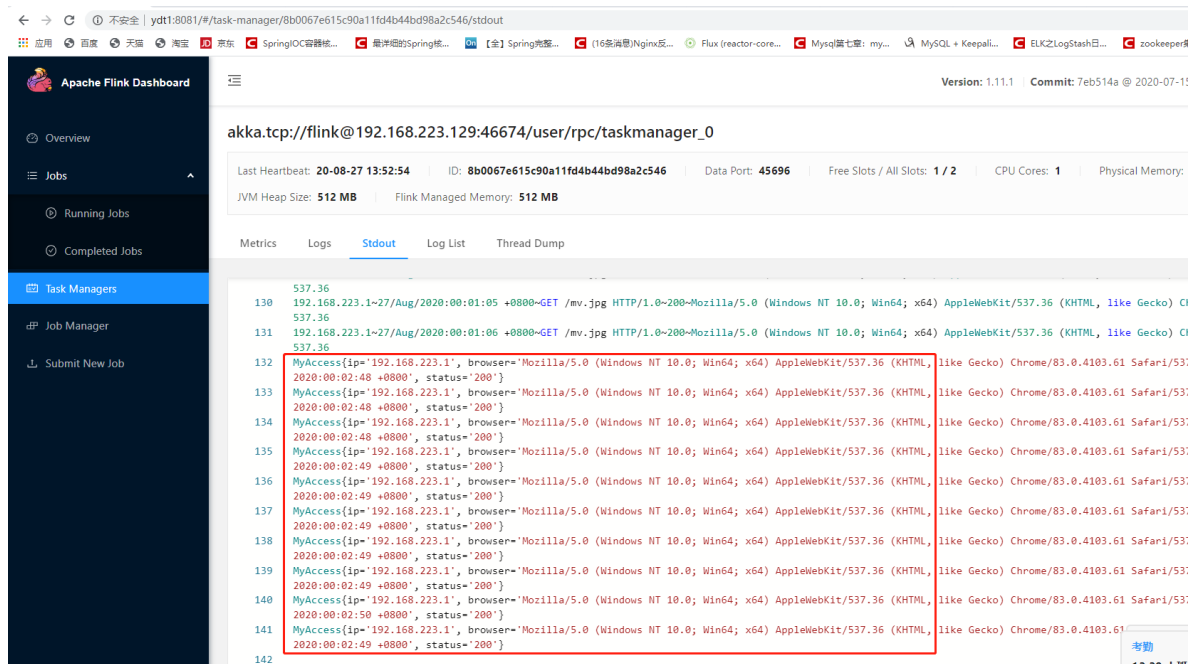 不安全 | ydt1:8081/#/task-manager/8b0067e615c90a11fd4b44bd98a2c546/stdout
应用 百度 天猫 淘宝 京东 SpringIOC容器核... 最详细的Spring核... 【全】Spring完整... (16条消息)Nginx反... Flux (reactor-core... Mysql第七章：my... MySQL + Keepali... ELK之LogStash日... zookeeper集
Apache Flink Dashboard
Version: 1.11.1 Commit: 7eb514a @ 2020-07-15
Overview
Jobs
Running Jobs
Completed Jobs
Task Managers
Job Manager
Submit New Job
akka.tcp://flink@192.168.223.129:46674/user/rpc/taskmanager_0
Last Heartbeat: 20-08-27 13:52:54 ID: 8b0067e615c90a11fd4b44bd98a2c546 Data Port: 45696 Free Slots / All Slots: 1 / 2 CPU Cores: 1 Physical Memory:
JVM Heap Size: 512 MB Flink Managed Memory: 512 MB
Metrics Logs Stdout Log List Thread Dump
537.36
130 192.168.223.1~27/Aug/2020:00:01:05 +0800~GET /mv.jpg HTTP/1.0~200~Mozilla/5.0 (Windows NT 10.0; Win64; x64) AppleWebKit/537.36 (KHTML, like Gecko) Ch
537.36
131 192.168.223.1~27/Aug/2020:00:01:06 +0800~GET /mv.jpg HTTP/1.0~200~Mozilla/5.0 (Windows NT 10.0; Win64; x64) AppleWebKit/537.36 (KHTML, like Gecko) Ch
537.36
132 MyAccess{ip='192.168.223.1', browser='Mozilla/5.0 (Windows NT 10.0; Win64; x64) AppleWebKit/537.36 (KHTML, like Gecko) Chrome/83.0.4103.61 Safari/537
2020:00:02:48 +0800', status='200'}
133 MyAccess{ip='192.168.223.1', browser='Mozilla/5.0 (Windows NT 10.0; Win64; x64) AppleWebKit/537.36 (KHTML, like Gecko) Chrome/83.0.4103.61 Safari/537
2020:00:02:48 +0800', status='200'}
134 MyAccess{ip='192.168.223.1', browser='Mozilla/5.0 (Windows NT 10.0; Win64; x64) AppleWebKit/537.36 (KHTML, like Gecko) Chrome/83.0.4103.61 Safari/537
2020:00:02:48 +0800', status='200'}
135 MyAccess{ip='192.168.223.1', browser='Mozilla/5.0 (Windows NT 10.0; Win64; x64) AppleWebKit/537.36 (KHTML, like Gecko) Chrome/83.0.4103.61 Safari/537
2020:00:02:49 +0800', status='200'}
136 MyAccess{ip='192.168.223.1', browser='Mozilla/5.0 (Windows NT 10.0; Win64; x64) AppleWebKit/537.36 (KHTML, like Gecko) Chrome/83.0.4103.61 Safari/537
2020:00:02:49 +0800', status='200'}
137 MyAccess{ip='192.168.223.1', browser='Mozilla/5.0 (Windows NT 10.0; Win64; x64) AppleWebKit/537.36 (KHTML, like Gecko) Chrome/83.0.4103.61 Safari/537
2020:00:02:49 +0800', status='200'}
138 MyAccess{ip='192.168.223.1', browser='Mozilla/5.0 (Windows NT 10.0; Win64; x64) AppleWebKit/537.36 (KHTML, like Gecko) Chrome/83.0.4103.61 Safari/537
2020:00:02:49 +0800', status='200'}
139 MyAccess{ip='192.168.223.1', browser='Mozilla/5.0 (Windows NT 10.0; Win64; x64) AppleWebKit/537.36 (KHTML, like Gecko) Chrome/83.0.4103.61 Safari/537
2020:00:02:49 +0800', status='200'}
140 MyAccess{ip='192.168.223.1', browser='Mozilla/5.0 (Windows NT 10.0; Win64; x64) AppleWebKit/537.36 (KHTML, like Gecko) Chrome/83.0.4103.61 Safari/537
2020:00:02:50 +0800', status='200'}
141 MyAccess{ip='192.168.223.1', browser='Mozilla/5.0 (Windows NT 10.0; Win64; x64) AppleWebKit/537.36 (KHTML, like Gecko) Chrome/83.0.4103.61
2020:00:02:49 +0800', status='200'}
142
考勤